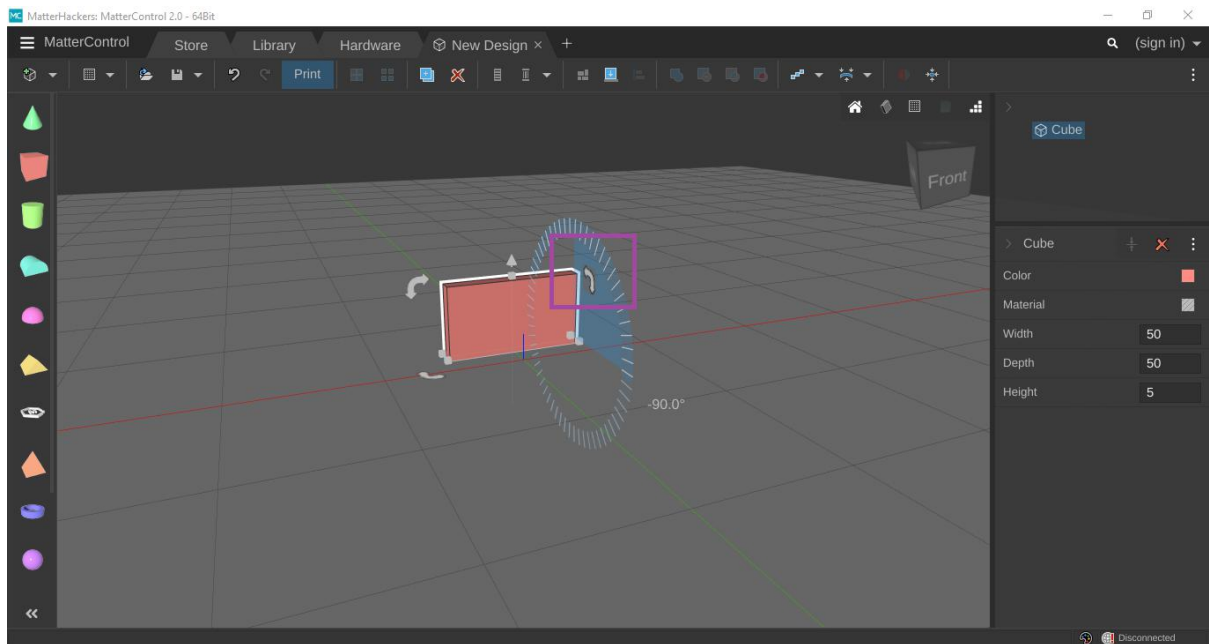 MC MatterHackers: MatterControl 2.0 - 64Bit
MatterControl Store Library Hardware New Design × + (sign in)
Print
Cube
Front
Cube
Color
Material
Width 50
Depth 50
Height 5
-90.0°
Disconnected